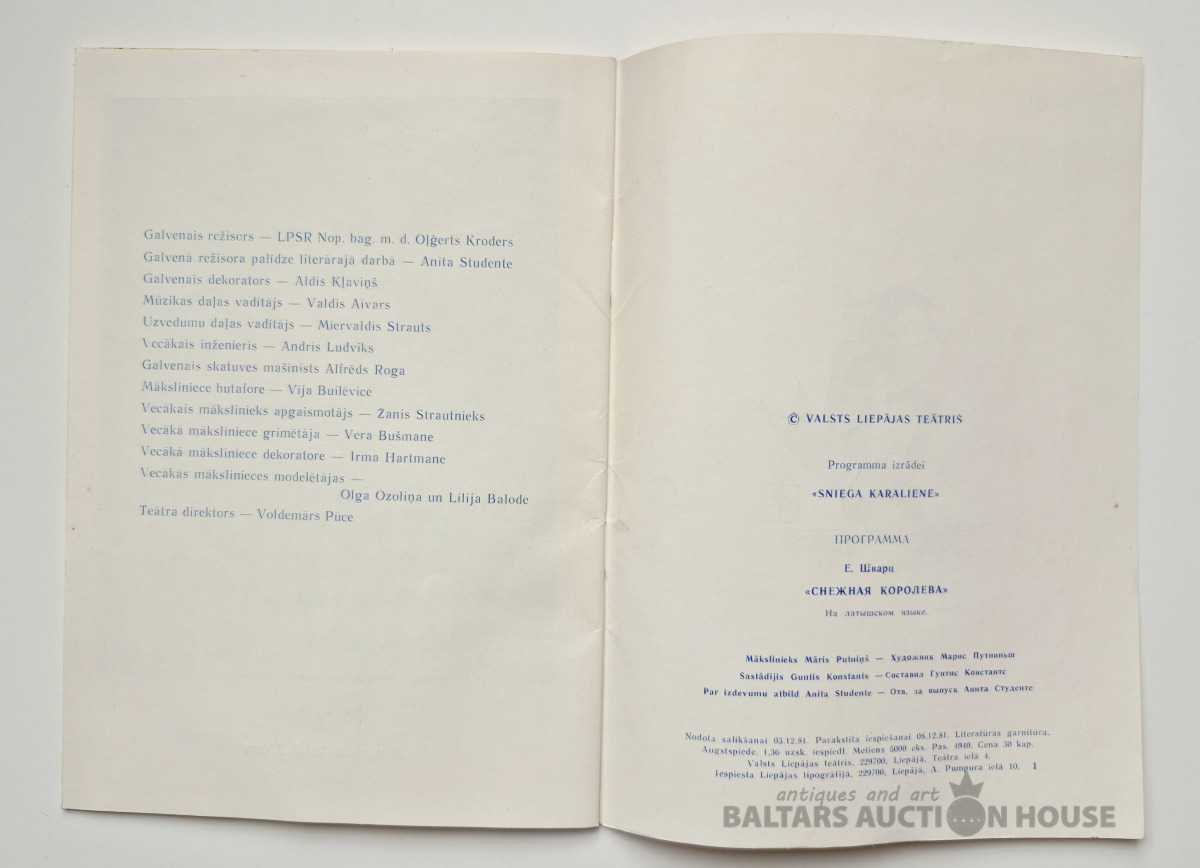 Galvenais režisors — LPSR Nop. bag. m. d. Oļģerts Kroders
Galvenā režisora palīdze literārajā darbā — Anita Studente
Galvenais dekorators — Aldis Kļaviņš
Mūzikas daļas vadītājs — Valdis Aivars
Uzvedumu daļas vadītājs — Miervaldis Strauts
Vecākais inženieris — Andris Ludviks
Galvenais skatuves mašīnists Alfrēds Roga
Māksliniece butafore — Vija Builēvice
Vecākais mākslinieks apgaismotājs — Žanis Strautnieks
Vecākā māksliniece grimētāja — Vera Bušmane
Vecākā māksliniece dekoratore — Irma Hartmane
Vecākās mākslinieces modelētājas —
Olga Ozoliņa un Lilija Balode
Teātra direktors — Voldemārs Pūce
© VALSTS LIEPĀJAS TEĀTRIS
Programma izrādei
«SNIEGA KARALIENE»
ПРОГРАММА
Е. Шварц
«СНЕЖНАЯ КОРОЛЕВА»
На латышском языке.
Mākslinieks Māris Putniņš — Художник Марис Путниньш
Sastādījis Guntis Konstants — Составил Гунтис Константс
Par izdevumu atbild Anita Studente — Отв. за выпуск Анита Студенте
Nodota salikšanai 03.12.81. Parakstīta iespiešanai 08.12.81. Literatūras garnitūra.
Augstspiede. 1,36 uzsk. iespiedl. Metiens 5000 eks. Pas. 4940. Cena 30 kap.
Valsts Liepājas teātris, 229700, Liepājā, Teātra ielā 4.
Iespiesta Liepājas tipogrāfijā, 229700, Liepājā, A. Pumpura ielā 10. 1
antiques and art
BALTARS AUCTION HOUSE